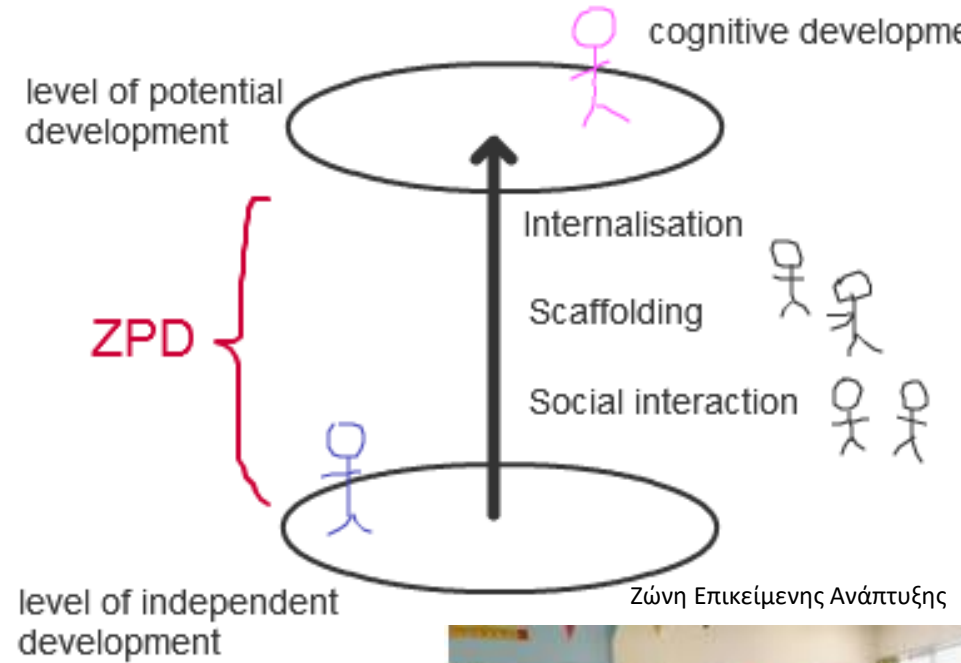 cognitive developme
level of potential
development
Internalisation
Scaffolding
ZPD
Social interaction
Ζώνη Επικείμενης Ανάπτυξης
level of independent
development